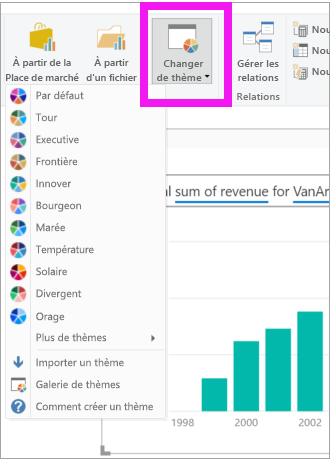 À partir de la
Place de marché
À partir
d'un fichier
Changer
de thème
Gérer les
relations
Relations
Nou
Nou
Nou
Par défaut
Tour
Executive
Frontière
Innover
Bourgeon
Marée
Température
Solaire
Divergent
Orage
Plus de thèmes
Importer un thème
Galerie de thèmes
Comment créer un thème
al sum of revenue for VanAr
1998
2000
2002